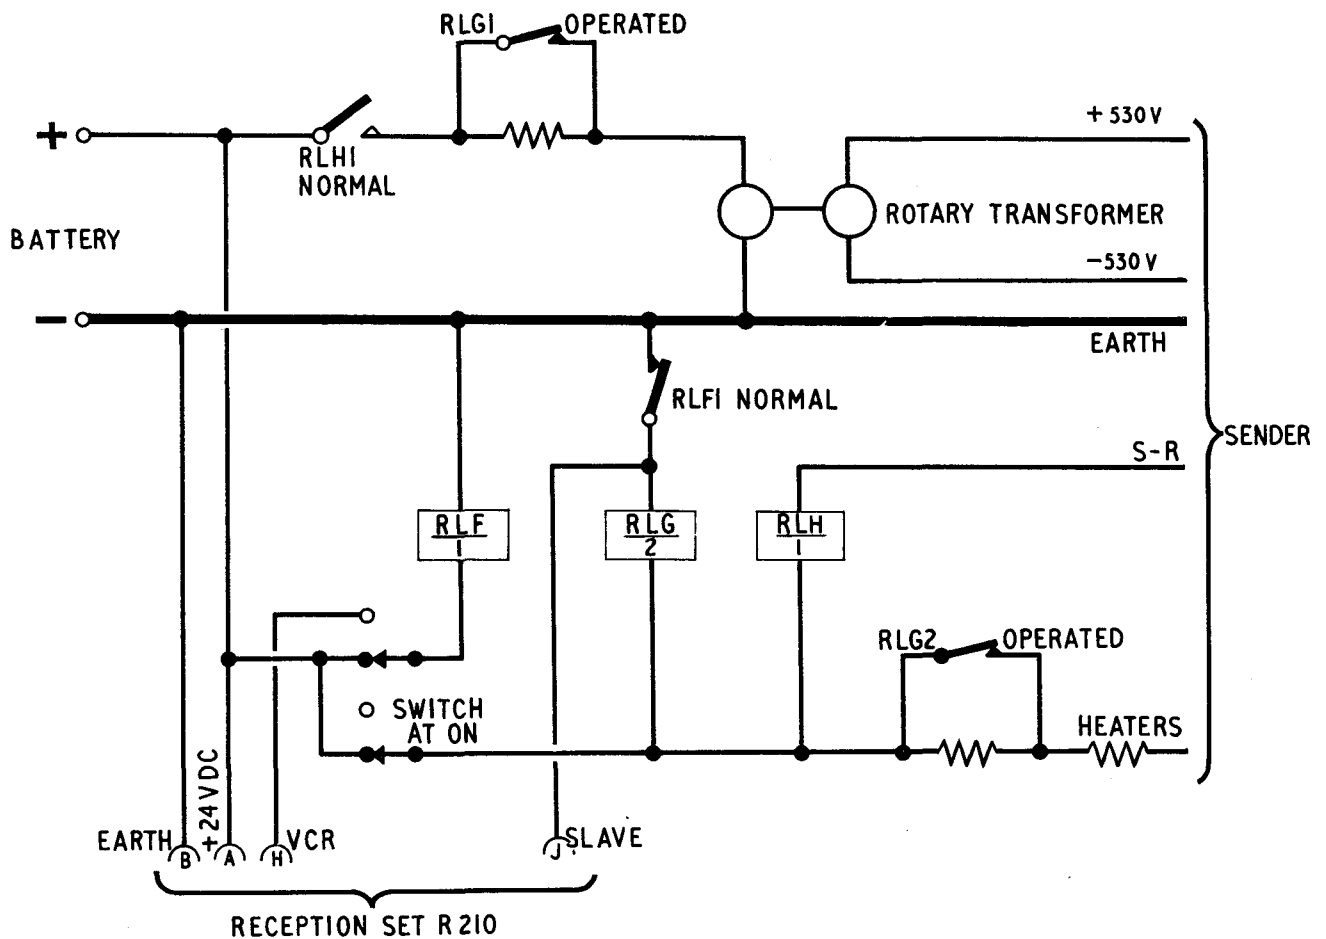 RLG1 OPERATED
+
RLH1
NORMAL
+530V
BATTERY
ROTARY TRANSFORMER
−530V
−
EARTH
RLF1 NORMAL
SENDER
S-R
RLF
1
RLG
2
RLH
1
RLG2 OPERATED
SWITCH
AT ON
HEATERS
+24VDC
EARTH
B
A
H
VCR
J
SLAVE
RECEPTION SET R210